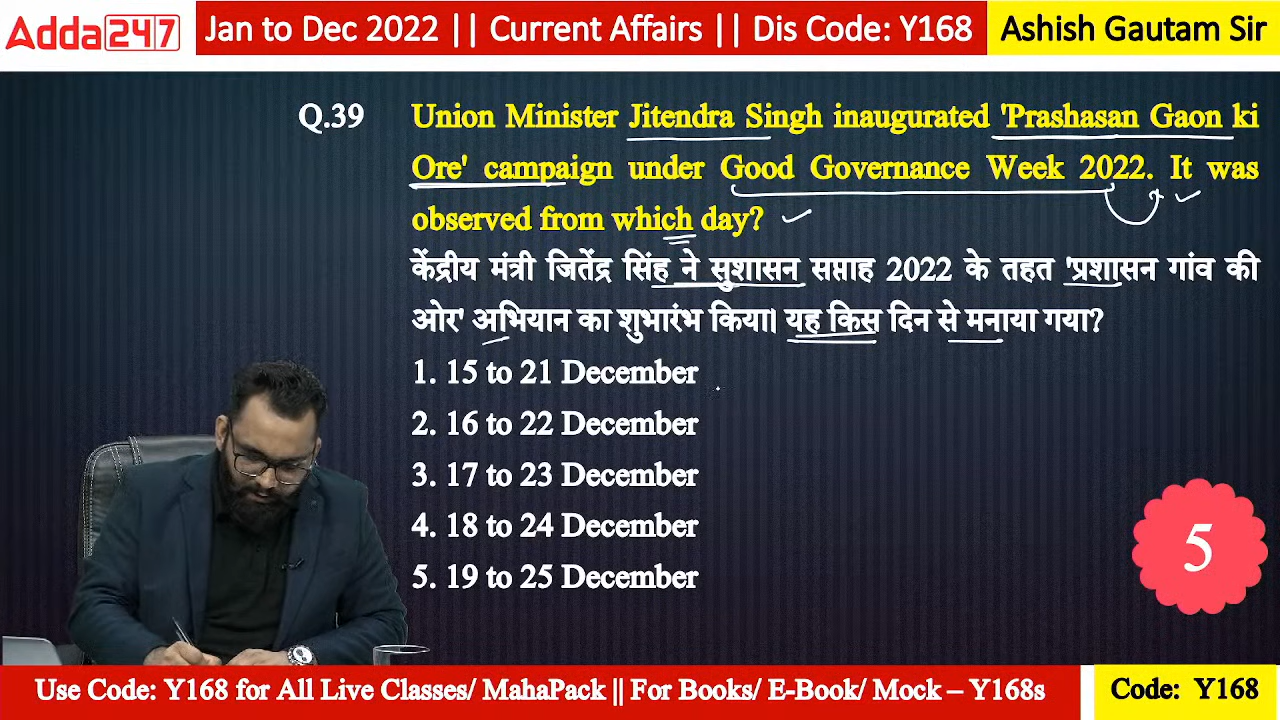 Adda247 Jan to Dec 2022 || Current Affairs || Dis Code: Y168 Ashish Gautam Sir
Q.39 Union Minister Jitendra Singh inaugurated 'Prashasan Gaon ki
Ore' campaign under Good Governance Week 2022. It was
observed from which day?
केंद्रीय मंत्री जितेंद्र सिंह ने सुशासन सप्ताह 2022 के तहत 'प्रशासन गांव की
ओर' अभियान का शुभारंभ किया। यह किस दिन से मनाया गया?
1. 15 to 21 December
2. 16 to 22 December
3. 17 to 23 December
4. 18 to 24 December
5. 19 to 25 December
5
Use Code: Y168 for All Live Classes/ MahaPack || For Books/ E-Book/ Mock – Y168s Code: Y168